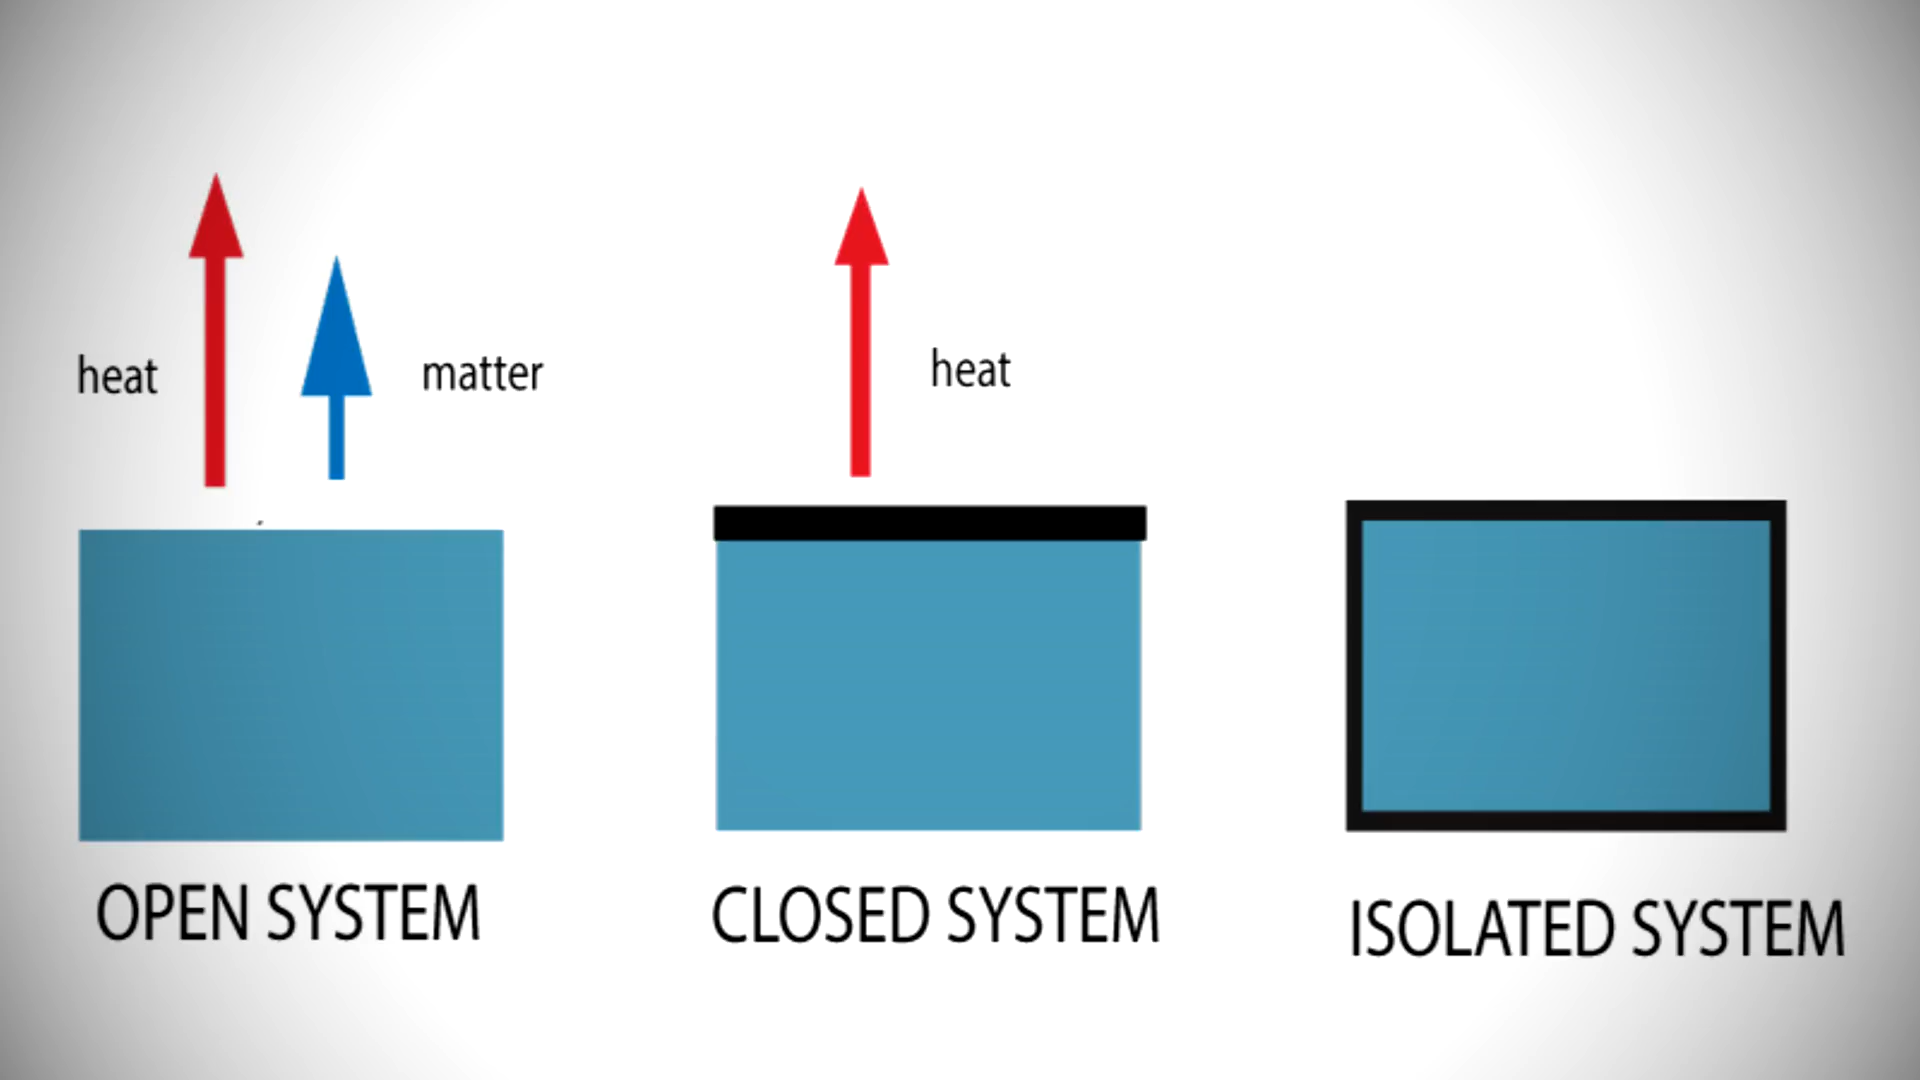 heat
matter
heat
OPEN SYSTEM
CLOSED SYSTEM
ISOLATED SYSTEM